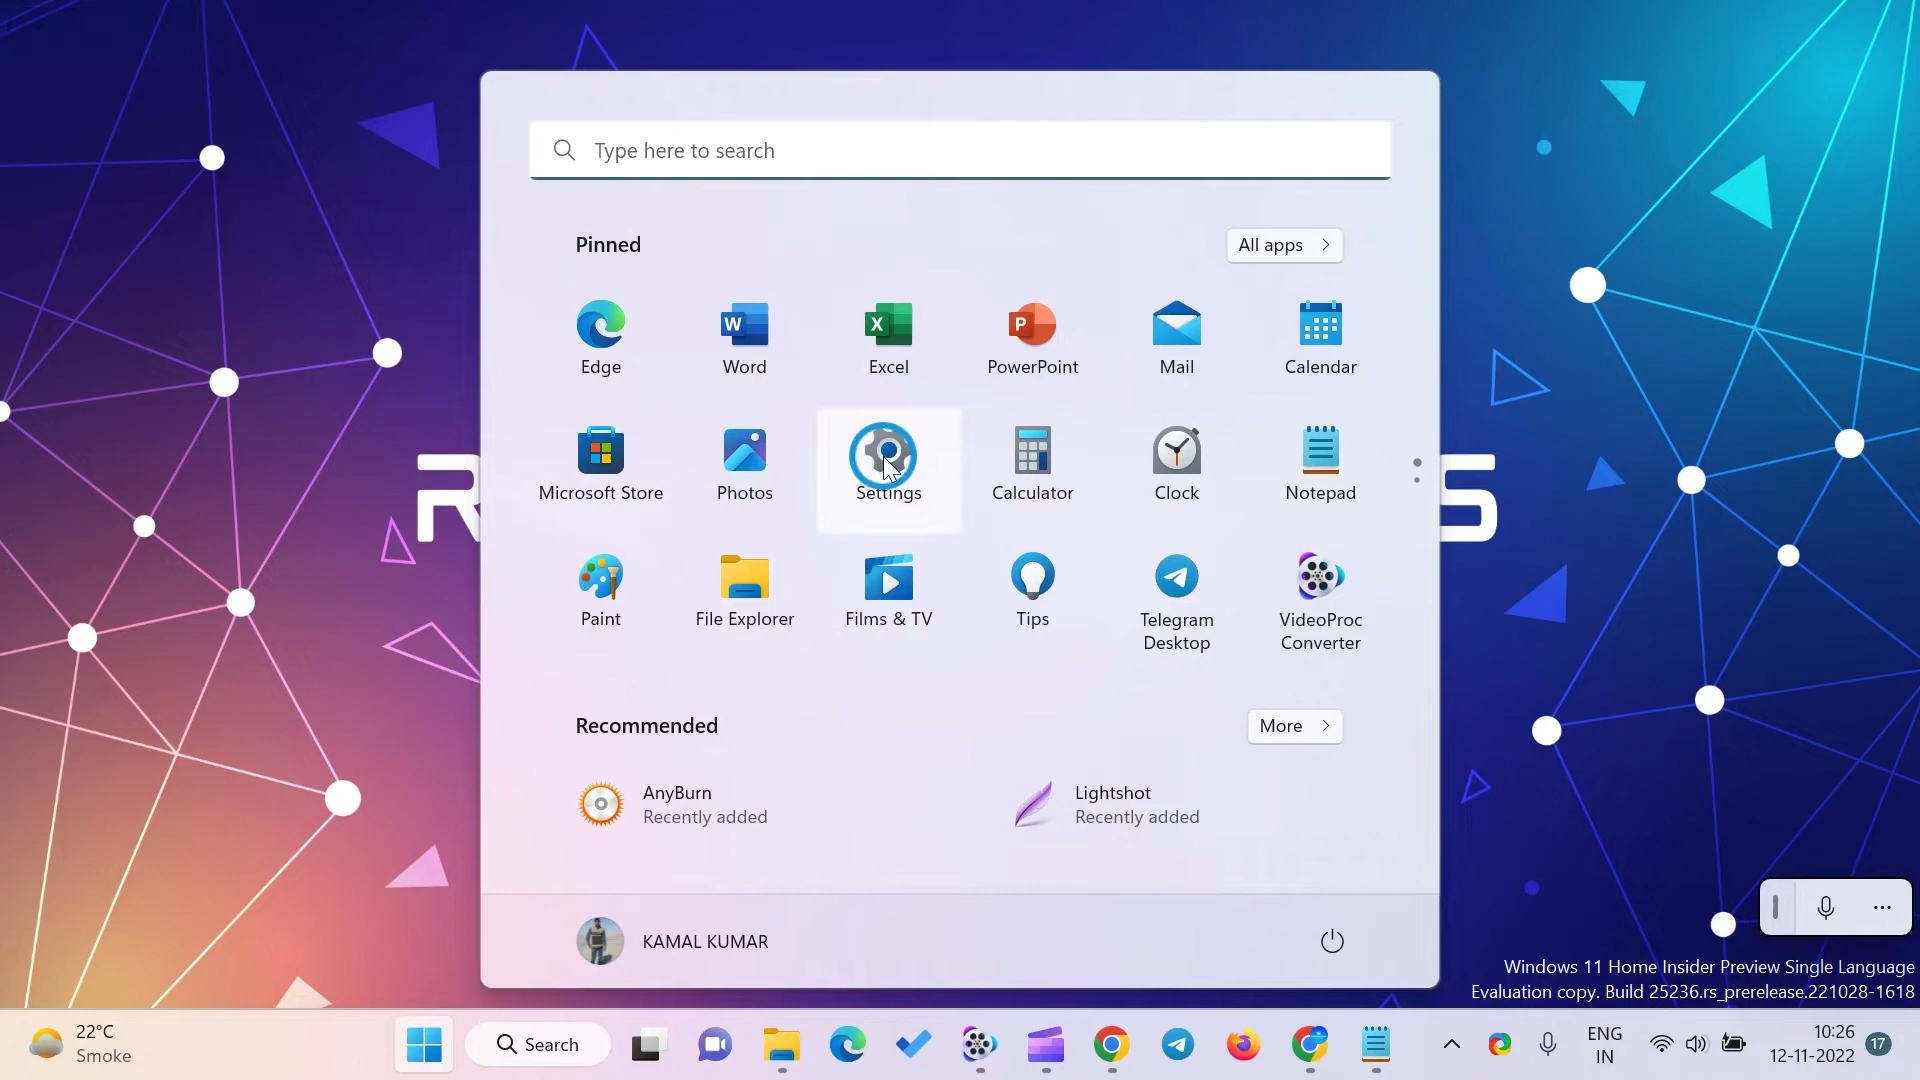 Type here to search
Pinned
All apps
Edge
Word
Excel
PowerPoint
Mail
Calendar
Microsoft Store
Photos
Settings
Calculator
Clock
Notepad
R
S
Paint
File Explorer
Films & TV
Tips
Telegram
Desktop
VideoProc
Converter
Recommended
More
AnyBurn
Recently added
Lightshot
Recently added
KAMAL KUMAR
Windows 11 Home Insider Preview Single Language
Evaluation copy. Build 25236.rs_prerelease.221028-1618
22°C
Smoke
Search
ENG
IN
10:26
12-11-2022
17